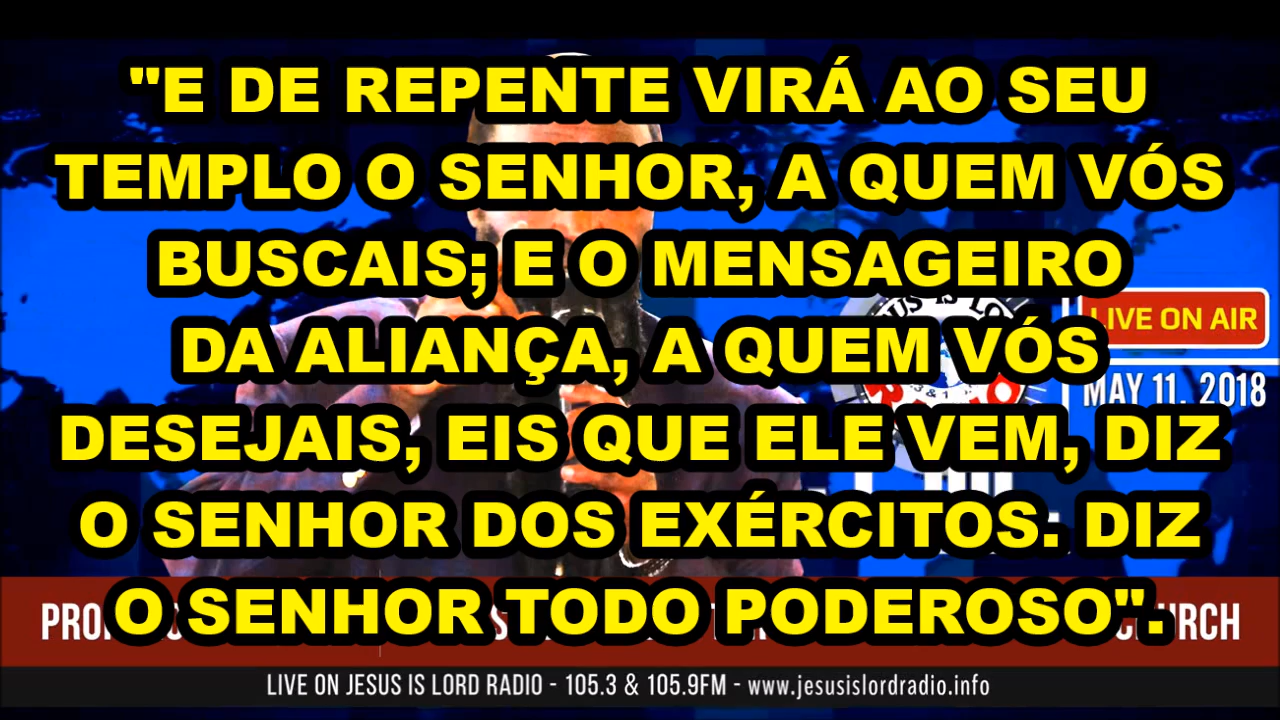 "E DE REPENTE VIRÁ AO SEU
TEMPLO O SENHOR, A QUEM VÓS
BUSCAIS; E O MENSAGEIRO
DA ALIANÇA, A QUEM VÓS
DESEJAIS, EIS QUE ELE VEM, DIZ
O SENHOR DOS EXÉRCITOS. DIZ
O SENHOR TODO PODEROSO".
LIVE ON AIR
MAY 11, 2018
CHURCH
LIVE ON JESUS IS LORD RADIO - 105.3 & 105.9FM - www.jesusislordradio.info